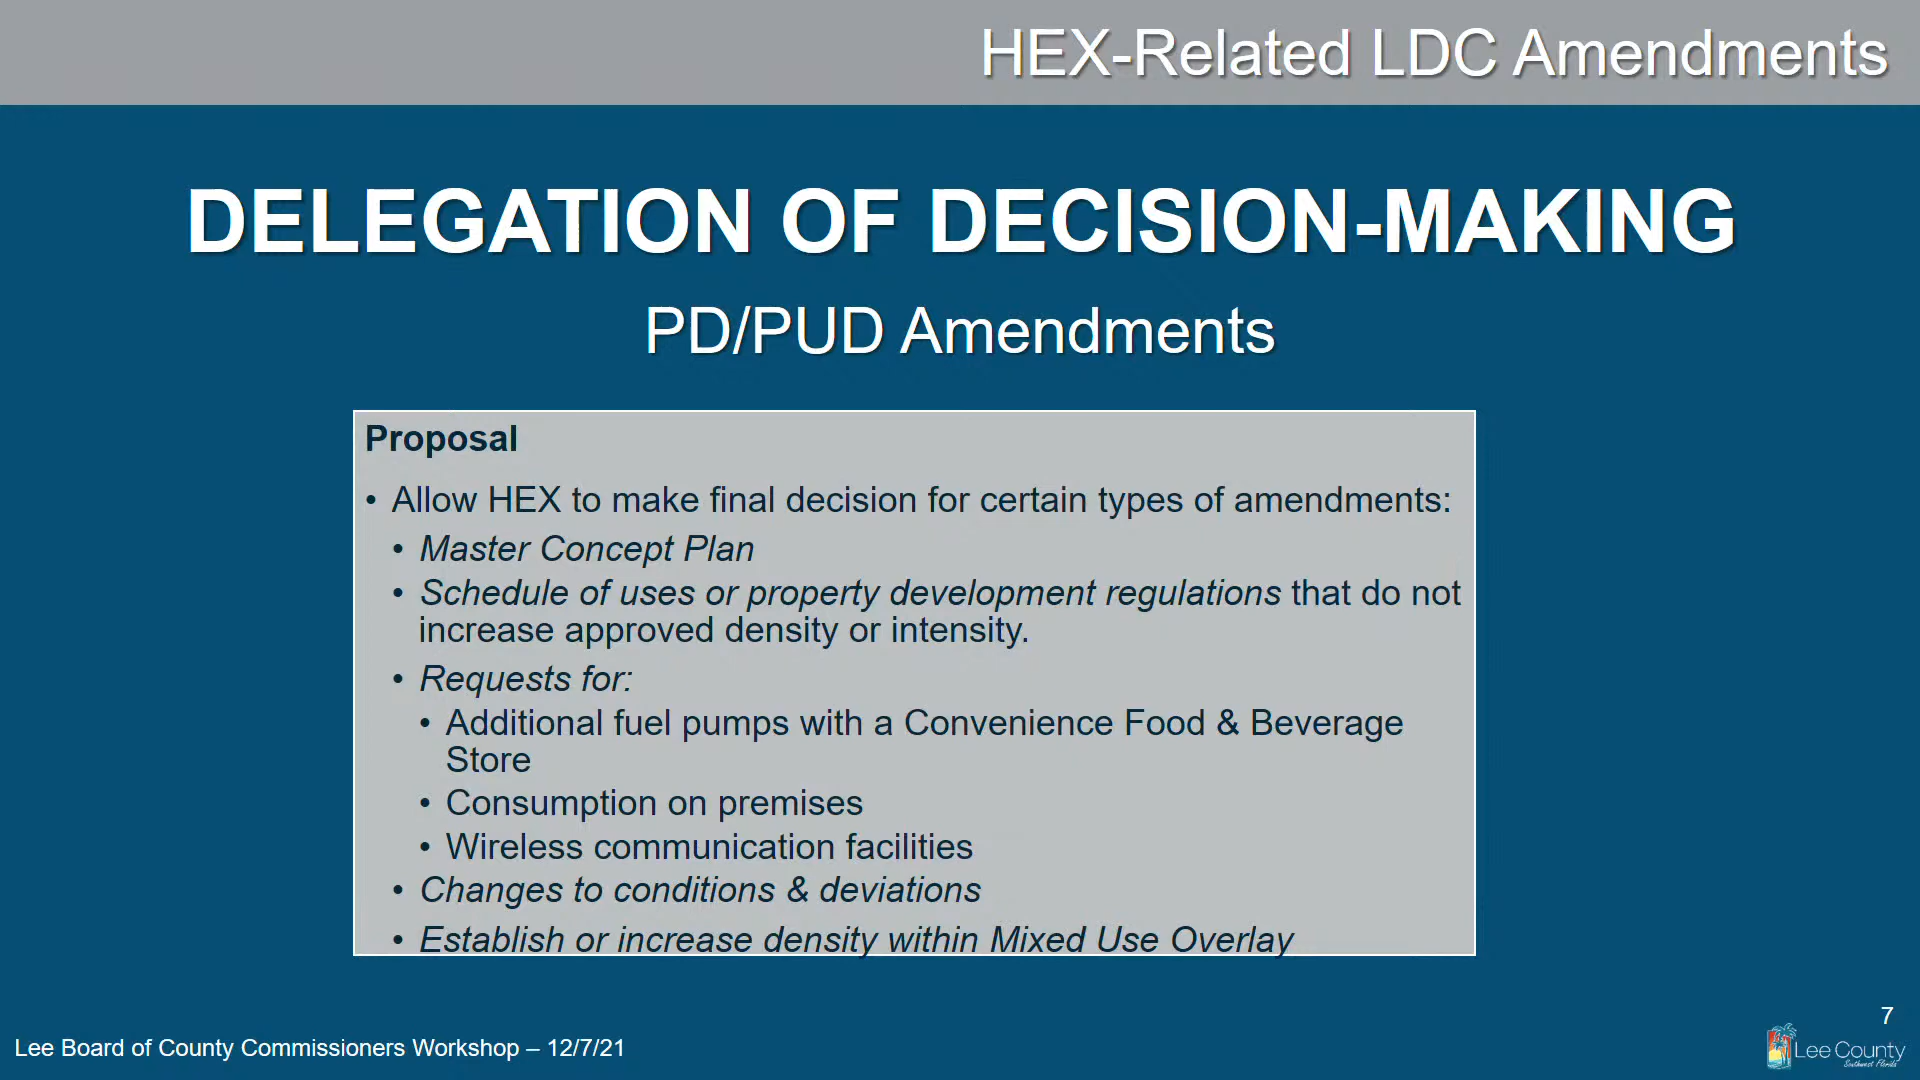 HEX-Related LDC Amendments
DELEGATION OF DECISION-MAKING
PD/PUD Amendments
Proposal
• Allow HEX to make final decision for certain types of amendments:
• Master Concept Plan
• Schedule of uses or property development regulations that do not
increase approved density or intensity.
• Requests for:
• Additional fuel pumps with a Convenience Food & Beverage
Store
• Consumption on premises
• Wireless communication facilities
• Changes to conditions & deviations
• Establish or increase density within Mixed Use Overlay
7
Lee Board of County Commissioners Workshop – 12/7/21
Lee County
Southwest Florida